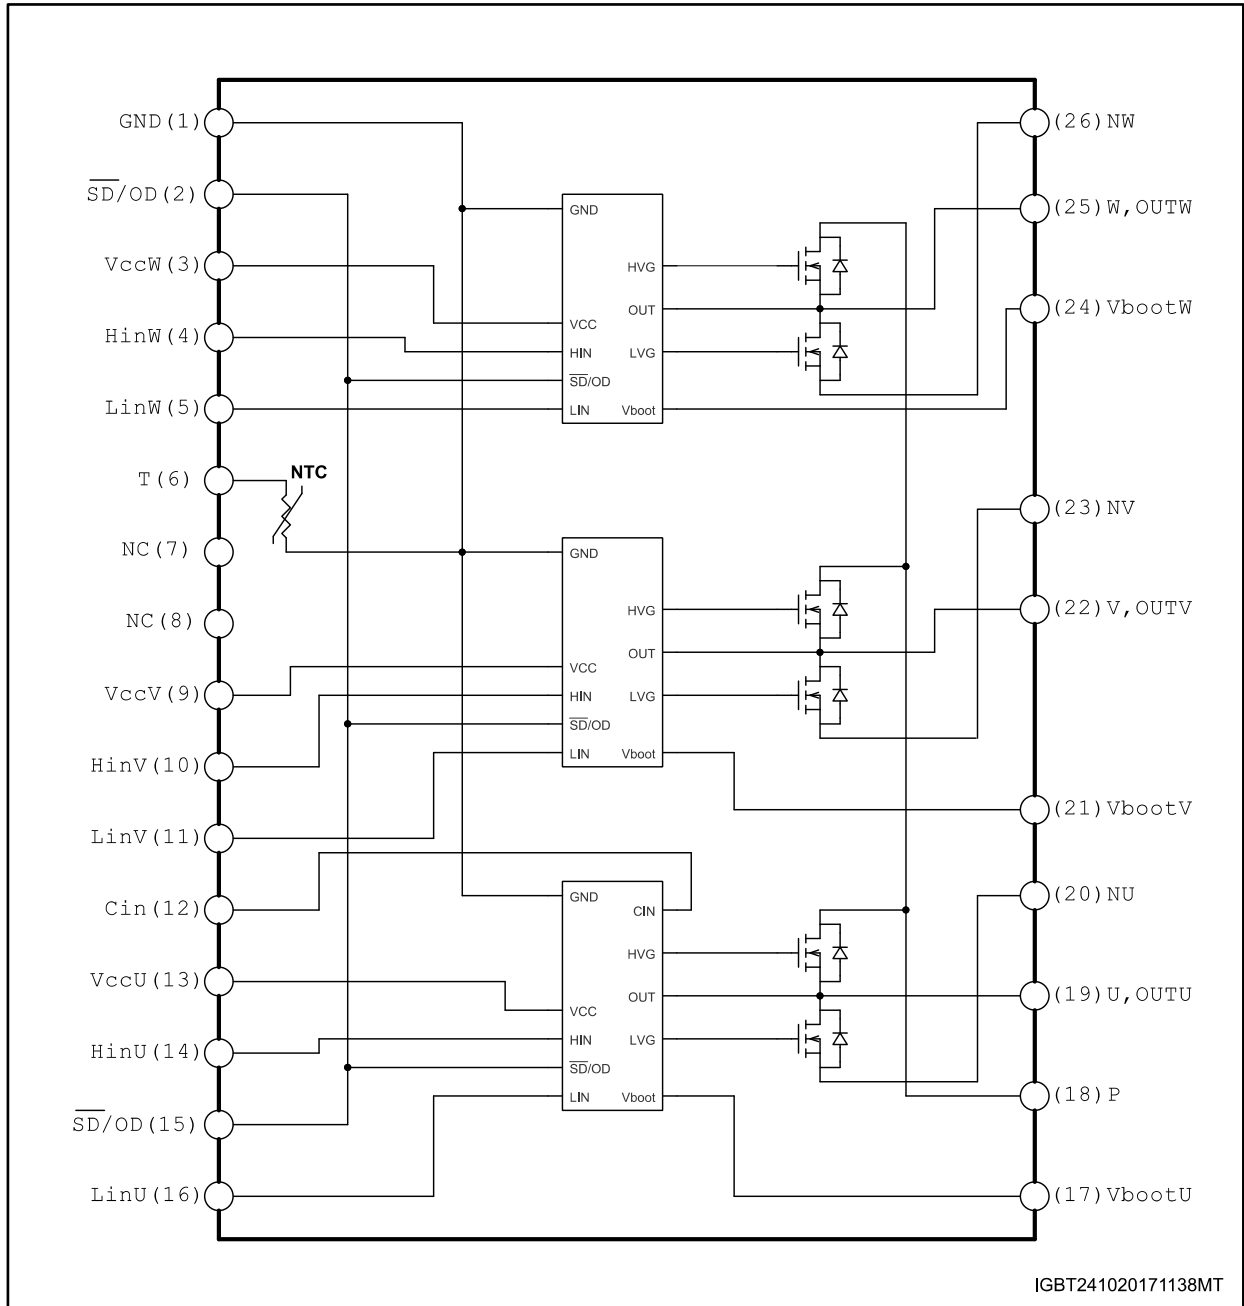 GND(1)
SD/OD(2)
VccW(3)
HinW(4)
LinW(5)
T(6)
NTC
NC(7)
NC(8)
VccV(9)
HinV(10)
LinV(11)
Cin(12)
VccU(13)
HinU(14)
SD/OD(15)
LinU(16)
GND
HVG
OUT
VCC
HIN
LVG
SD/OD
LIN
Vboot
GND
HVG
OUT
VCC
HIN
LVG
SD/OD
LIN
Vboot
GND
CIN
HVG
OUT
VCC
HIN
LVG
SD/OD
LIN
Vboot
(26)NW
(25)W,OUTW
(24)VbootW
(23)NV
(22)V,OUTV
(21)VbootV
(20)NU
(19)U,OUTU
(18)P
(17)VbootU
IGBT241020171138MT